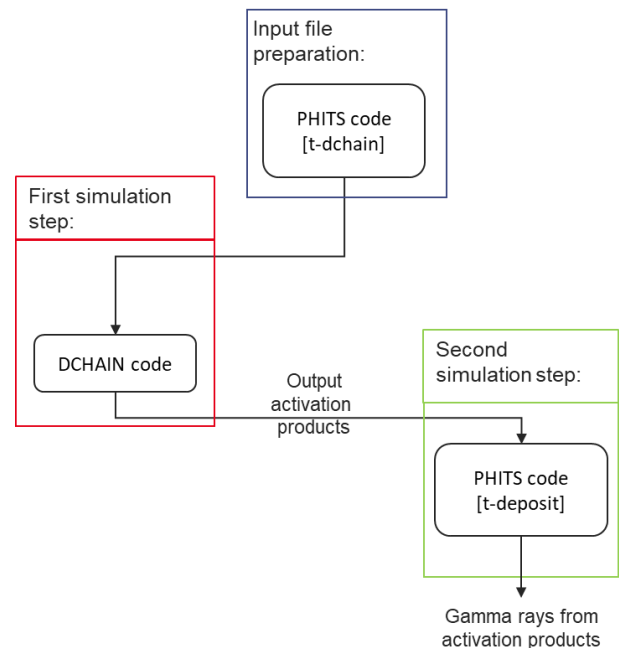 Input file
preparation:
PHITS code
[t-dchain]
First simulation
step:
DCHAIN code
Output
activation
products
Second
simulation step:
PHITS code
[t-deposit]
Gamma rays from
activation products